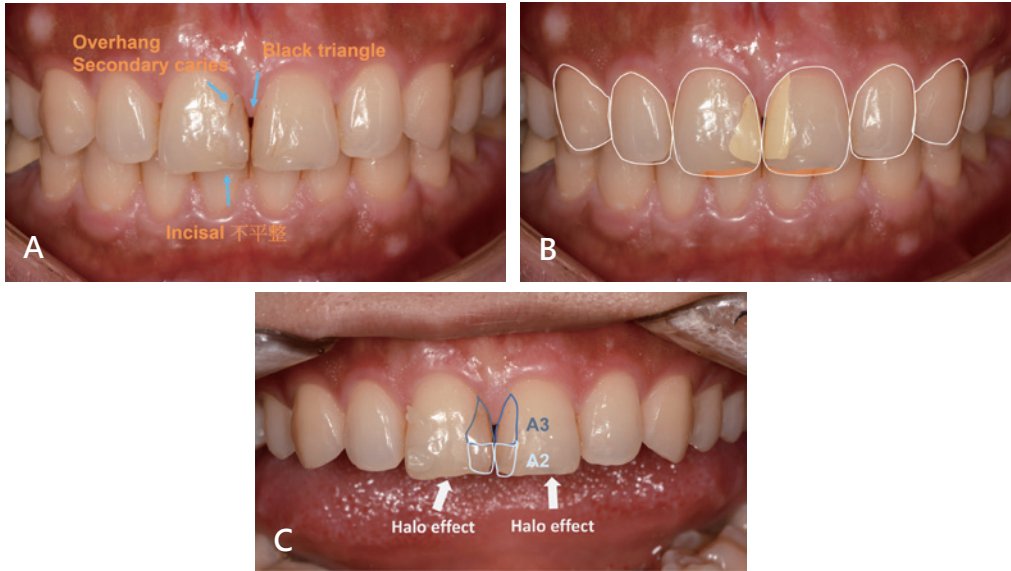 Overhang
Secondary caries
Black triangle
Incisal 不平整
A
B
A3
A2
Halo effect
Halo effect
C